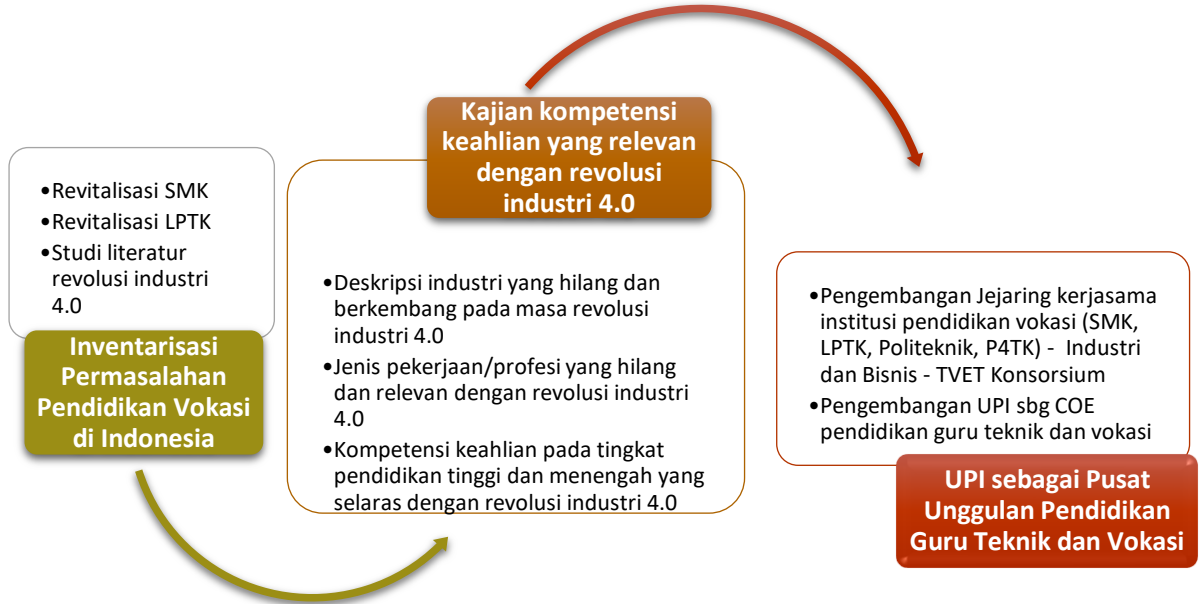 •Revitalisasi SMK
•Revitalisasi LPTK
•Studi literatur
revolusi industri
4.0
Inventarisasi
Permasalahan
Pendidikan Vokasi
di Indonesia
Kajian kompetensi
keahlian yang relevan
dengan revolusi
industri 4.0
•Deskripsi industri yang hilang dan
berkembang pada masa revolusi
industri 4.0
•Jenis pekerjaan/profesi yang hilang
dan relevan dengan revolusi industri
4.0
•Kompetensi keahlian pada tingkat
pendidikan tinggi dan menengah yang
selaras dengan revolusi industri 4.0
•Pengembangan Jejaring kerjasama
institusi pendidikan vokasi (SMK,
LPTK, Politeknik, P4TK) - Industri
dan Bisnis - TVET Konsorsium
•Pengembangan UPI sbg COE
pendidikan guru teknik dan vokasi
UPI sebagai Pusat
Unggulan Pendidikan
Guru Teknik dan Vokasi